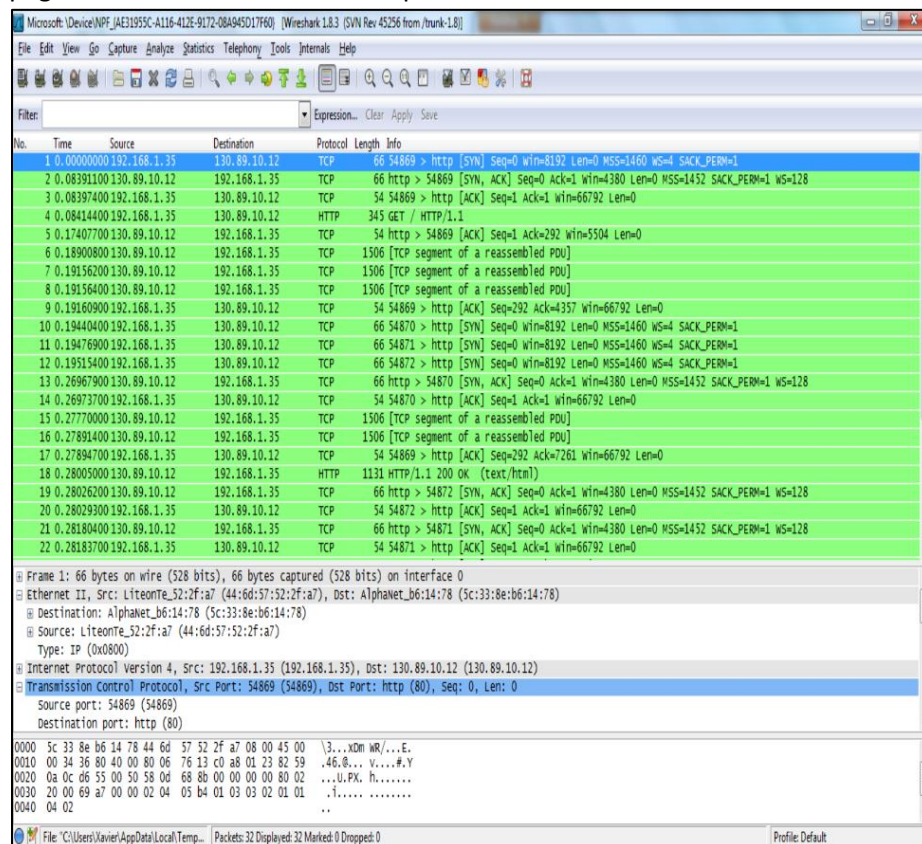 Microsoft: \Device\NPF_{AE31955C-A116-412E-9172-08A945D17F60} [Wireshark 1.8.3 (SVN Rev 45256 from /trunk-1.8)]
File Edit View Go Capture Analyze Statistics Telephony Tools Internals Help
Filter: Expression... Clear Apply Save
No. Time Source Destination Protocol Length Info
1 0.00000000 192.168.1.35 130.89.10.12 TCP 66 54869 > http [SYN] Seq=0 Win=8192 Len=0 MSS=1460 WS=4 SACK_PERM=1
2 0.08391100 130.89.10.12 192.168.1.35 TCP 66 http > 54869 [SYN, ACK] Seq=0 Ack=1 Win=4380 Len=0 MSS=1452 SACK_PERM=1 WS=128
3 0.08397400 192.168.1.35 130.89.10.12 TCP 54 54869 > http [ACK] Seq=1 Ack=1 Win=66792 Len=0
4 0.08414400 192.168.1.35 130.89.10.12 HTTP 345 GET / HTTP/1.1
5 0.17407700 130.89.10.12 192.168.1.35 TCP 54 http > 54869 [ACK] Seq=1 Ack=292 Win=5504 Len=0
6 0.18900800 130.89.10.12 192.168.1.35 TCP 1506 [TCP segment of a reassembled PDU]
7 0.19156200 130.89.10.12 192.168.1.35 TCP 1506 [TCP segment of a reassembled PDU]
8 0.19156400 130.89.10.12 192.168.1.35 TCP 1506 [TCP segment of a reassembled PDU]
9 0.19160900 192.168.1.35 130.89.10.12 TCP 54 54869 > http [ACK] Seq=292 Ack=4357 Win=66792 Len=0
10 0.19440400 192.168.1.35 130.89.10.12 TCP 66 54870 > http [SYN] Seq=0 Win=8192 Len=0 MSS=1460 WS=4 SACK_PERM=1
11 0.19476900 192.168.1.35 130.89.10.12 TCP 66 54871 > http [SYN] Seq=0 Win=8192 Len=0 MSS=1460 WS=4 SACK_PERM=1
12 0.19515400 192.168.1.35 130.89.10.12 TCP 66 54872 > http [SYN] Seq=0 Win=8192 Len=0 MSS=1460 WS=4 SACK_PERM=1
13 0.26967900 130.89.10.12 192.168.1.35 TCP 66 http > 54870 [SYN, ACK] Seq=0 Ack=1 Win=4380 Len=0 MSS=1452 SACK_PERM=1 WS=128
14 0.26973700 192.168.1.35 130.89.10.12 TCP 54 54870 > http [ACK] Seq=1 Ack=1 Win=66792 Len=0
15 0.27770000 130.89.10.12 192.168.1.35 TCP 1506 [TCP segment of a reassembled PDU]
16 0.27891400 130.89.10.12 192.168.1.35 TCP 1506 [TCP segment of a reassembled PDU]
17 0.27894700 192.168.1.35 130.89.10.12 TCP 54 54869 > http [ACK] Seq=292 Ack=7261 Win=66792 Len=0
18 0.28005000 130.89.10.12 192.168.1.35 HTTP 1131 HTTP/1.1 200 OK (text/html)
19 0.28026200 130.89.10.12 192.168.1.35 TCP 66 http > 54872 [SYN, ACK] Seq=0 Ack=1 Win=4380 Len=0 MSS=1452 SACK_PERM=1 WS=128
20 0.28029300 192.168.1.35 130.89.10.12 TCP 54 54872 > http [ACK] Seq=1 Ack=1 Win=66792 Len=0
21 0.28180400 130.89.10.12 192.168.1.35 TCP 66 http > 54871 [SYN, ACK] Seq=0 Ack=1 Win=4380 Len=0 MSS=1452 SACK_PERM=1 WS=128
22 0.28183700 192.168.1.35 130.89.10.12 TCP 54 54871 > http [ACK] Seq=1 Ack=1 Win=66792 Len=0
Frame 1: 66 bytes on wire (528 bits), 66 bytes captured (528 bits) on interface 0
Ethernet II, Src: LiteonTe_52:2f:a7 (44:6d:57:52:2f:a7), Dst: AlphaNet_b6:14:78 (5c:33:8e:b6:14:78)
Destination: AlphaNet_b6:14:78 (5c:33:8e:b6:14:78)
Source: LiteonTe_52:2f:a7 (44:6d:57:52:2f:a7)
Type: IP (0x0800)
Internet Protocol Version 4, Src: 192.168.1.35 (192.168.1.35), Dst: 130.89.10.12 (130.89.10.12)
Transmission Control Protocol, Src Port: 54869 (54869), Dst Port: http (80), Seq: 0, Len: 0
Source port: 54869 (54869)
Destination port: http (80)
0000 5c 33 8e b6 14 78 44 6d 57 52 2f a7 08 00 45 00 \3...xDm WR/...E.
0010 00 34 36 80 40 00 80 06 76 13 c0 a8 01 23 82 59 .46.@... v....#.Y
0020 0a 0c d6 55 00 50 58 0d 68 8b 00 00 00 00 80 02 ...U.PX. h.......
0030 20 00 69 a7 00 00 02 04 05 b4 01 03 03 02 01 01 .i..... ........
0040 04 02 ..
File: "C:\Users\Xavier\AppData\Local\Temp... Packets: 32 Displayed: 32 Marked: 0 Dropped: 0 Profile: Default